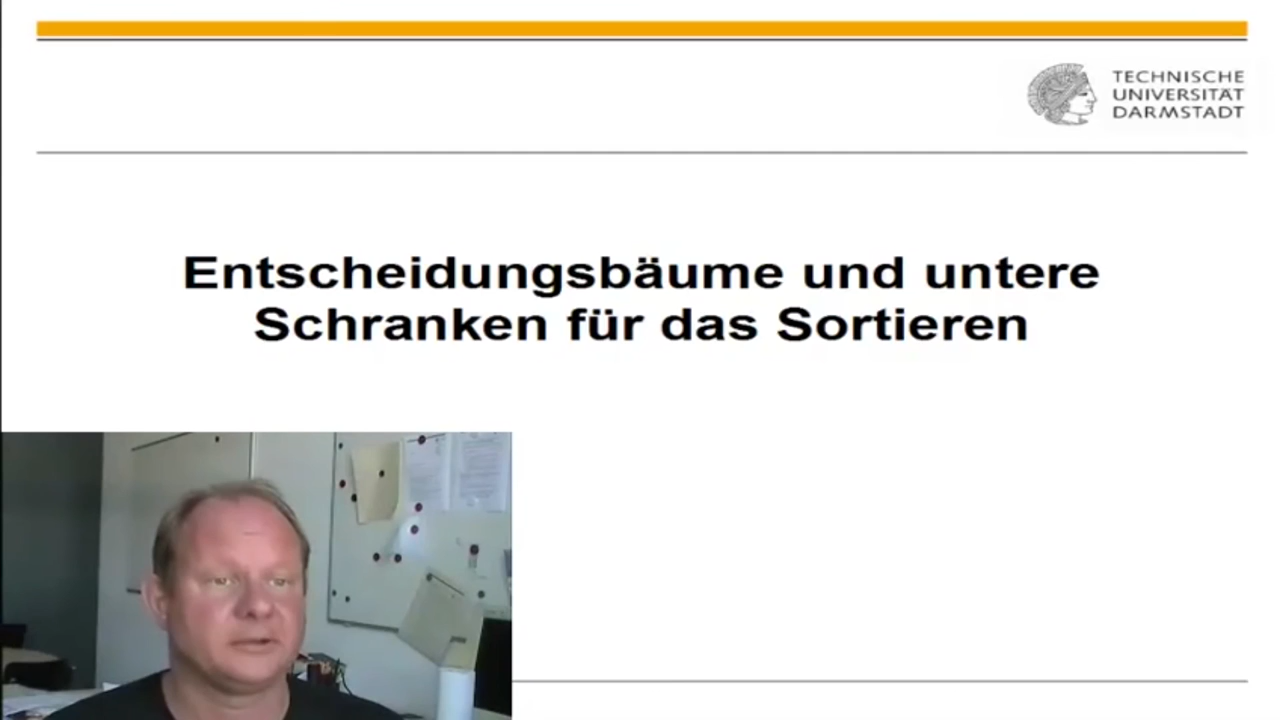 TECHNISCHE
UNIVERSITÄT
DARMSTADT
Entscheidungsbäume und untere
Schranken für das Sortieren